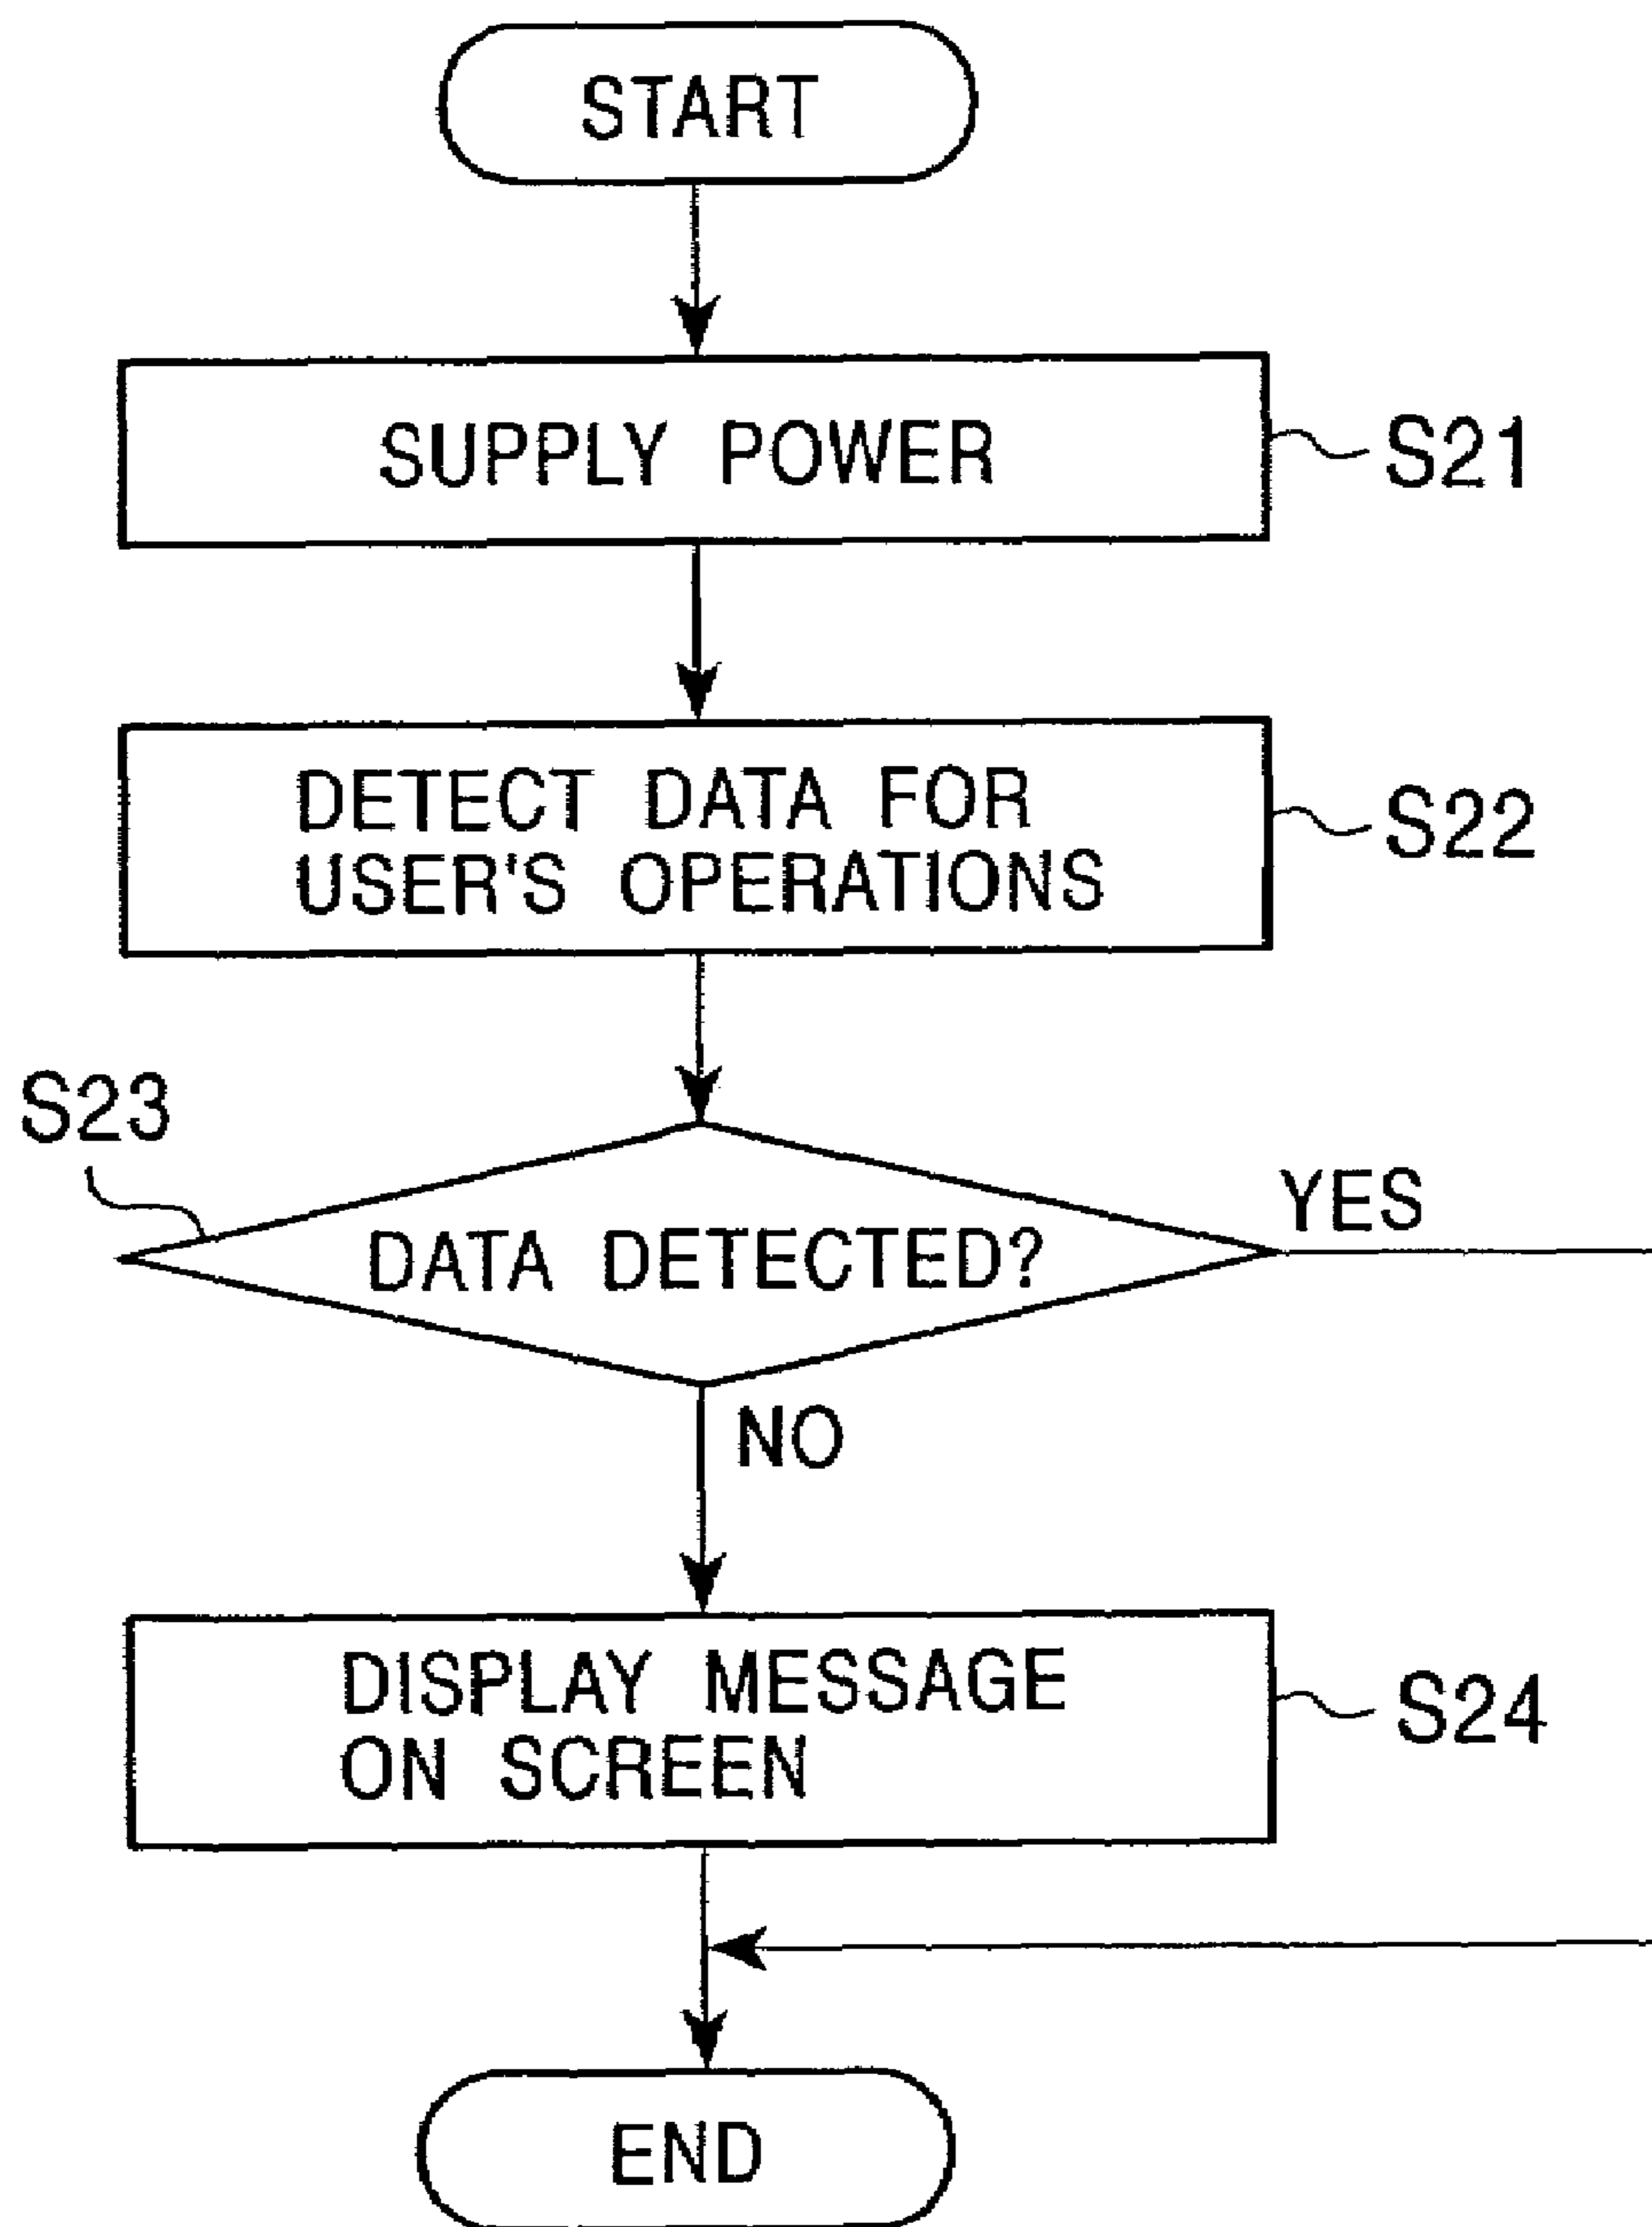 START
SUPPLY POWER
S21
DETECT DATA FOR
USER'S OPERATIONS
S22
S23
DATA DETECTED?
YES
NO
DISPLAY MESSAGE
ON SCREEN
S24
END